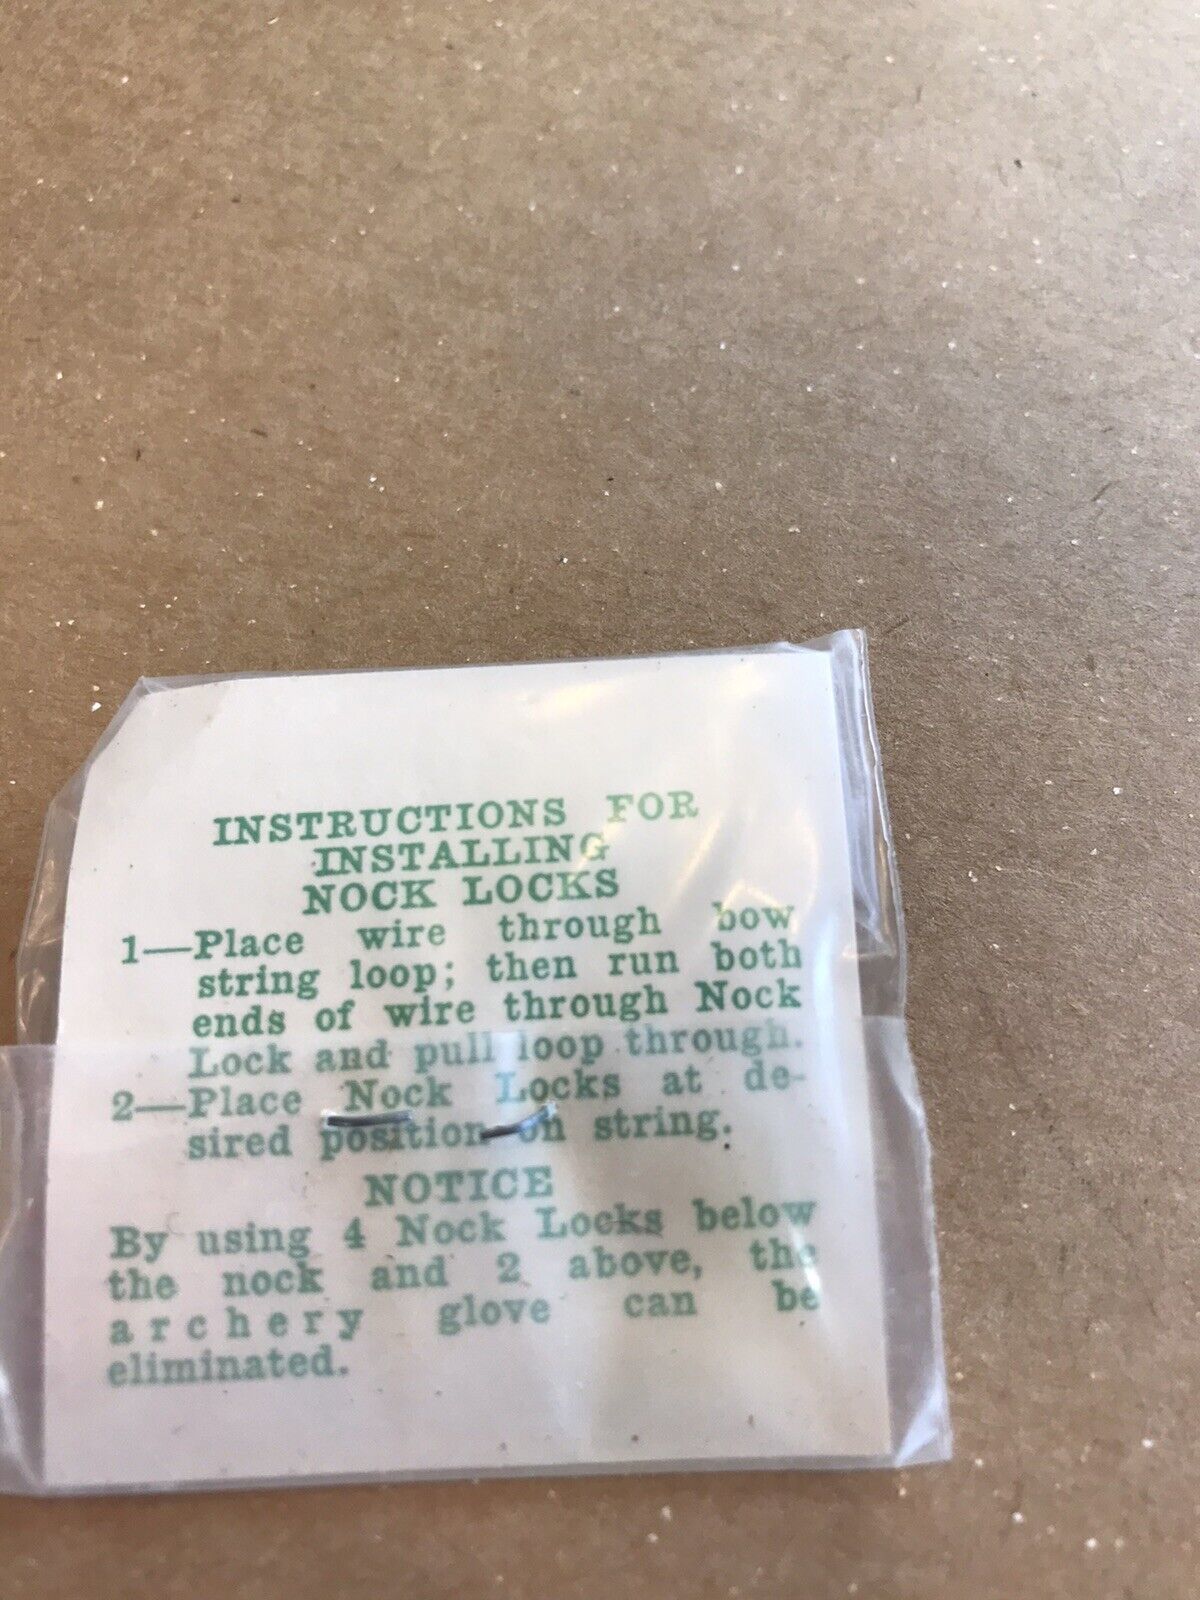 INSTRUCTIONS FOR
INSTALLING
NOCK LOCKS
1—Place wire through bow
string loop; then run both
ends of wire through Nock
Lock and pull loop through.
2—Place Nock Locks at de-
sired position on string.
NOTICE
By using 4 Nock Locks below
the nock and 2 above, the
archery glove can be
eliminated.